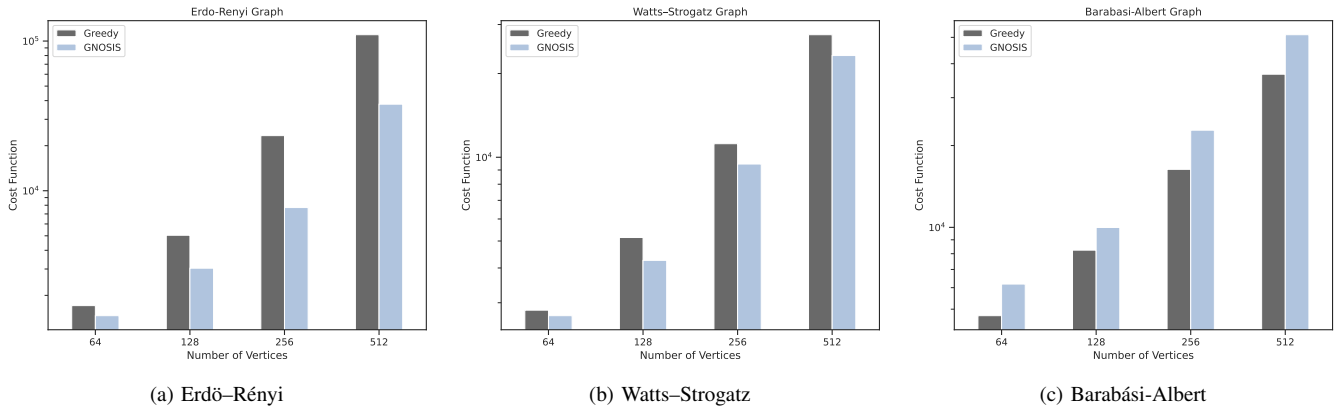 Erdo-Renyi Graph
Greedy
GNOSIS
10^5
10^4
Cost Function
64 128 256 512
Number of Vertices
(a) Erdö–Rényi
Watts–Strogatz Graph
Greedy
GNOSIS
10^4
Cost Function
64 128 256 512
Number of Vertices
(b) Watts–Strogatz
Barabasi-Albert Graph
Greedy
GNOSIS
10^4
Cost Function
64 128 256 512
Number of Vertices
(c) Barabási-Albert